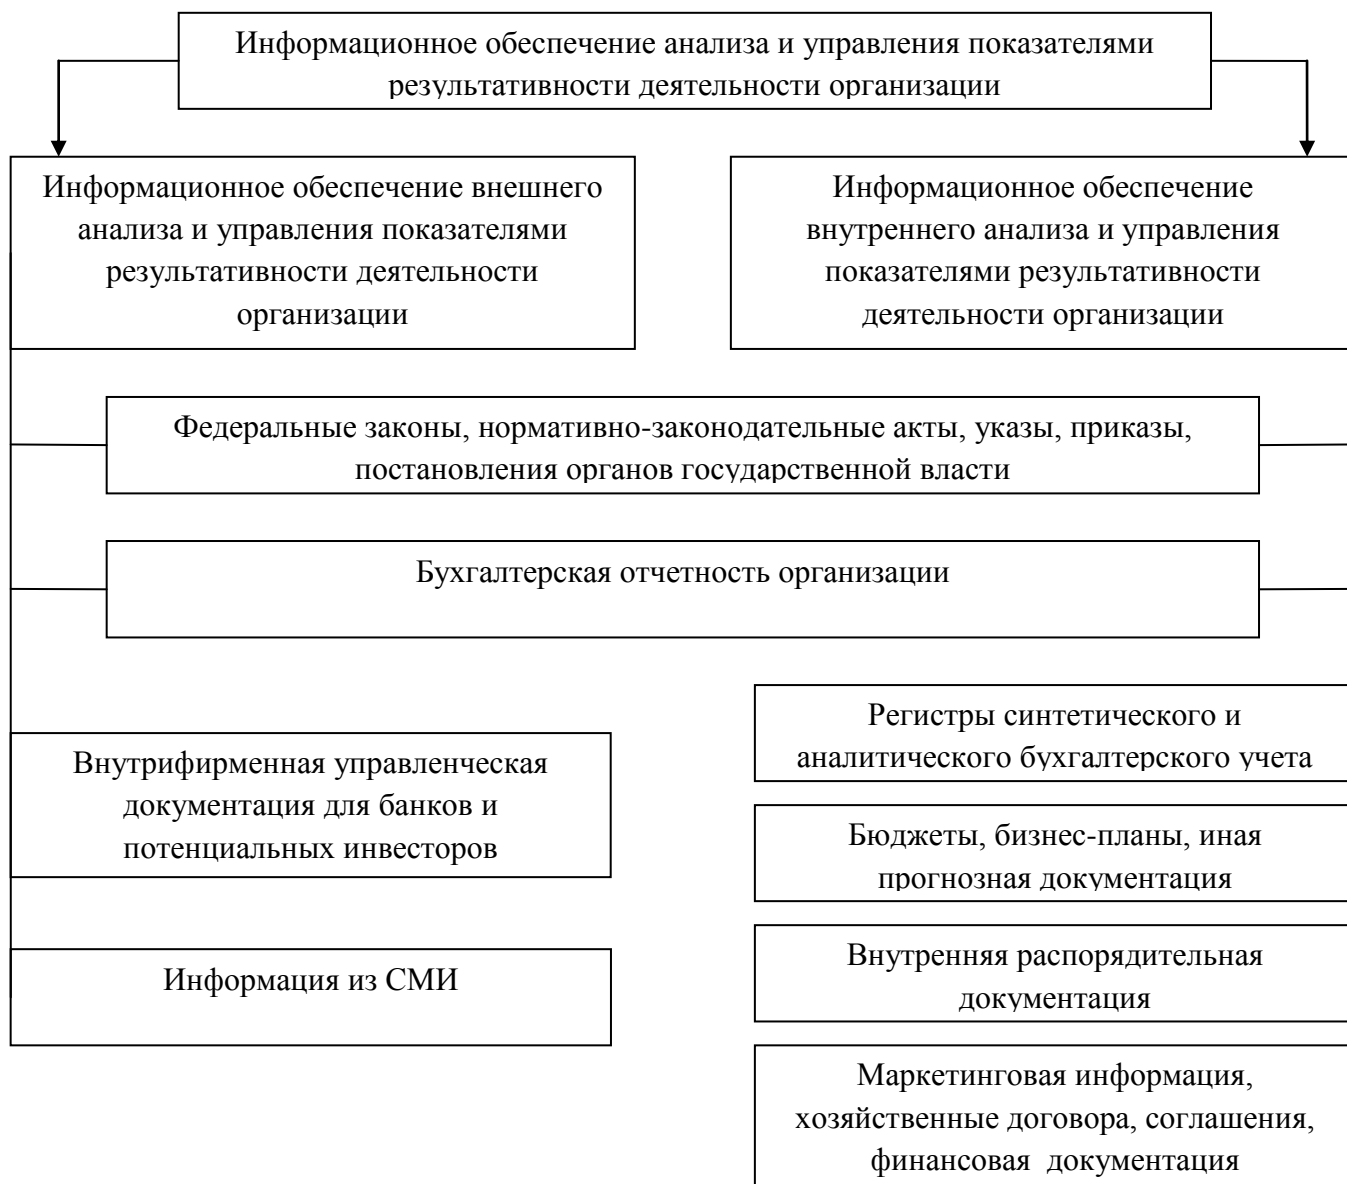 Информационное обеспечение анализа и управления показателями
результативности деятельности организации
Информационное обеспечение внешнего
анализа и управления показателями
результативности деятельности
организации
Информационное обеспечение
внутреннего анализа и управления
показателями результативности
деятельности организации
Федеральные законы, нормативно-законодательные акты, указы, приказы,
постановления органов государственной власти
Бухгалтерская отчетность организации
Внутрифирменная управленческая
документация для банков и
потенциальных инвесторов
Информация из СМИ
Регистры синтетического и
аналитического бухгалтерского учета
Бюджеты, бизнес-планы, иная
прогнозная документация
Внутренняя распорядительная
документация
Маркетинговая информация,
хозяйственные договора, соглашения,
финансовая документация